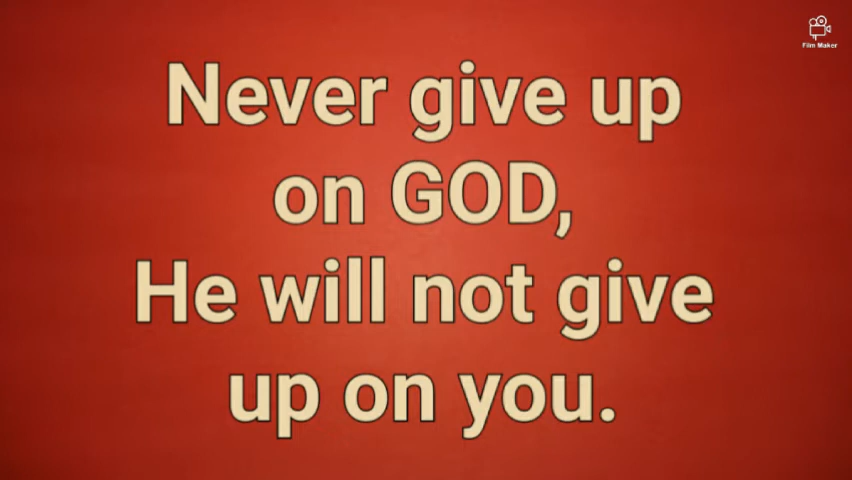 Film Maker
Never give up
on GOD,
He will not give
up on you.